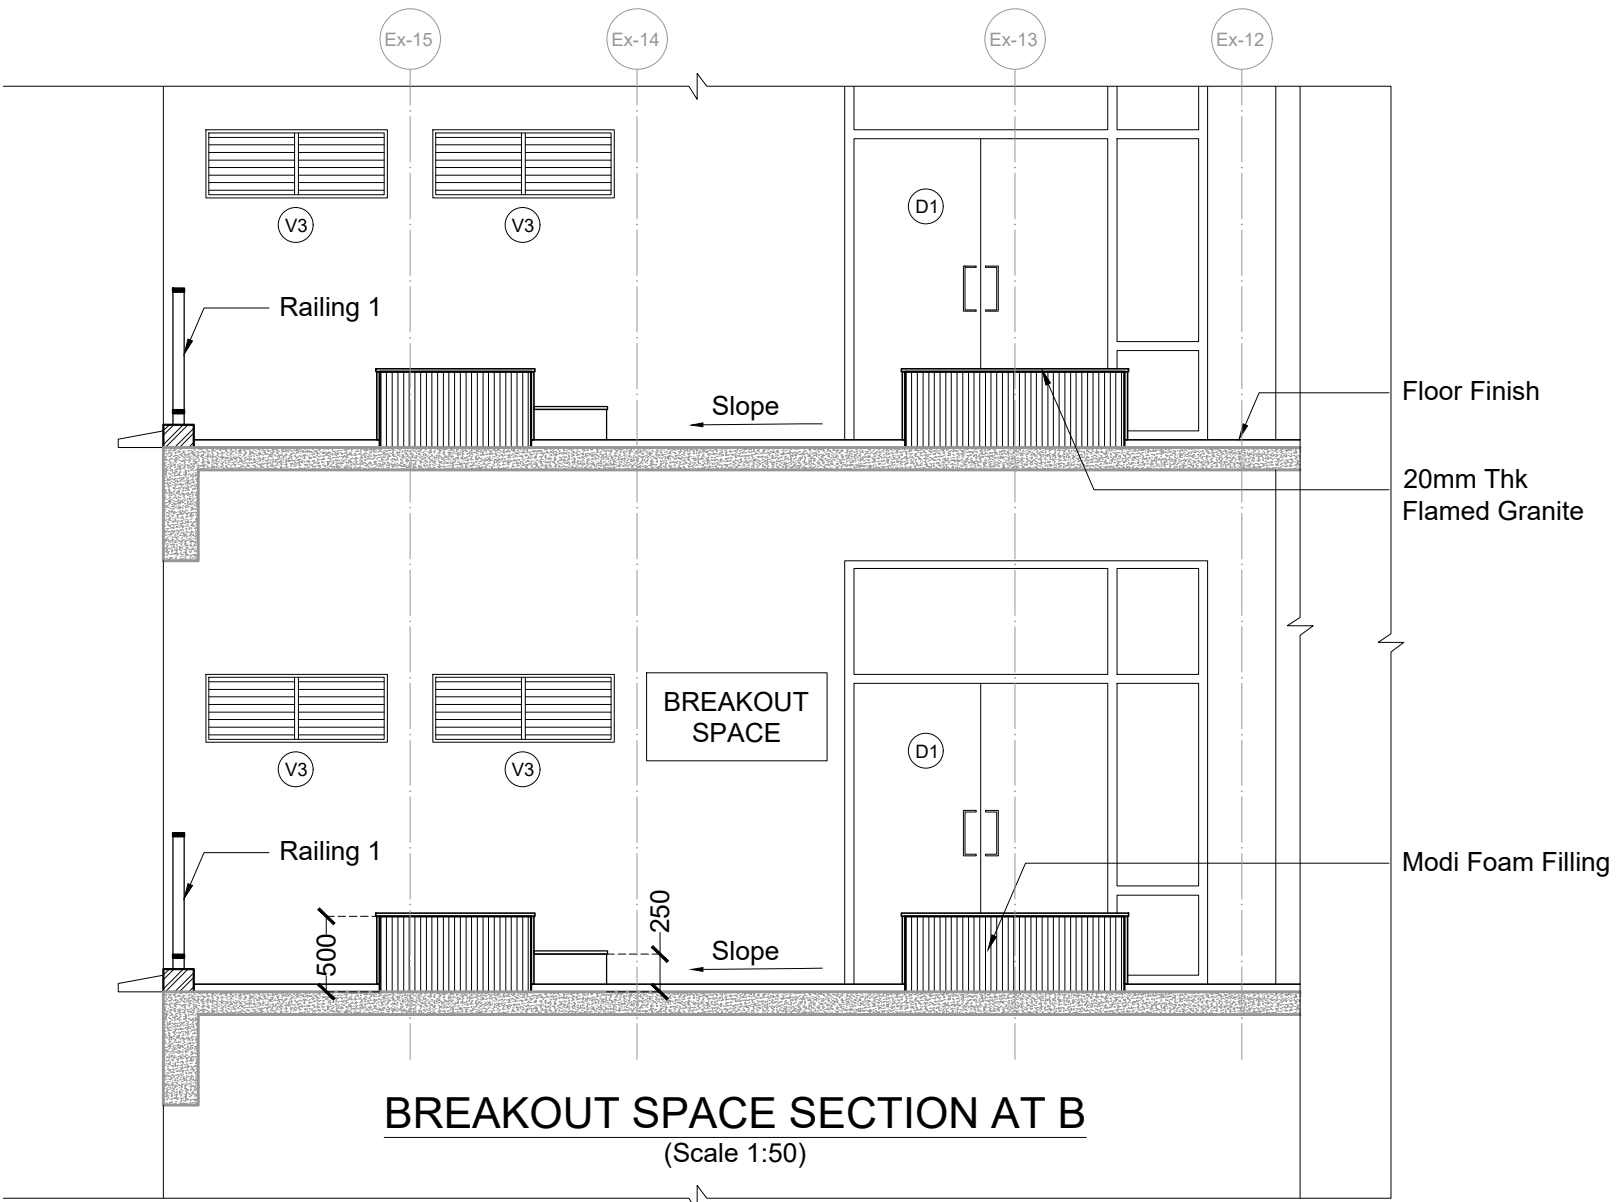 Ex-15
Ex-14
Ex-13
Ex-12
V3
V3
D1
Railing 1
Slope
Floor Finish
20mm Thk
Flamed Granite
BREAKOUT
SPACE
V3
V3
D1
Railing 1
Modi Foam Filling
500
250
Slope
BREAKOUT SPACE SECTION AT B
(Scale 1:50)